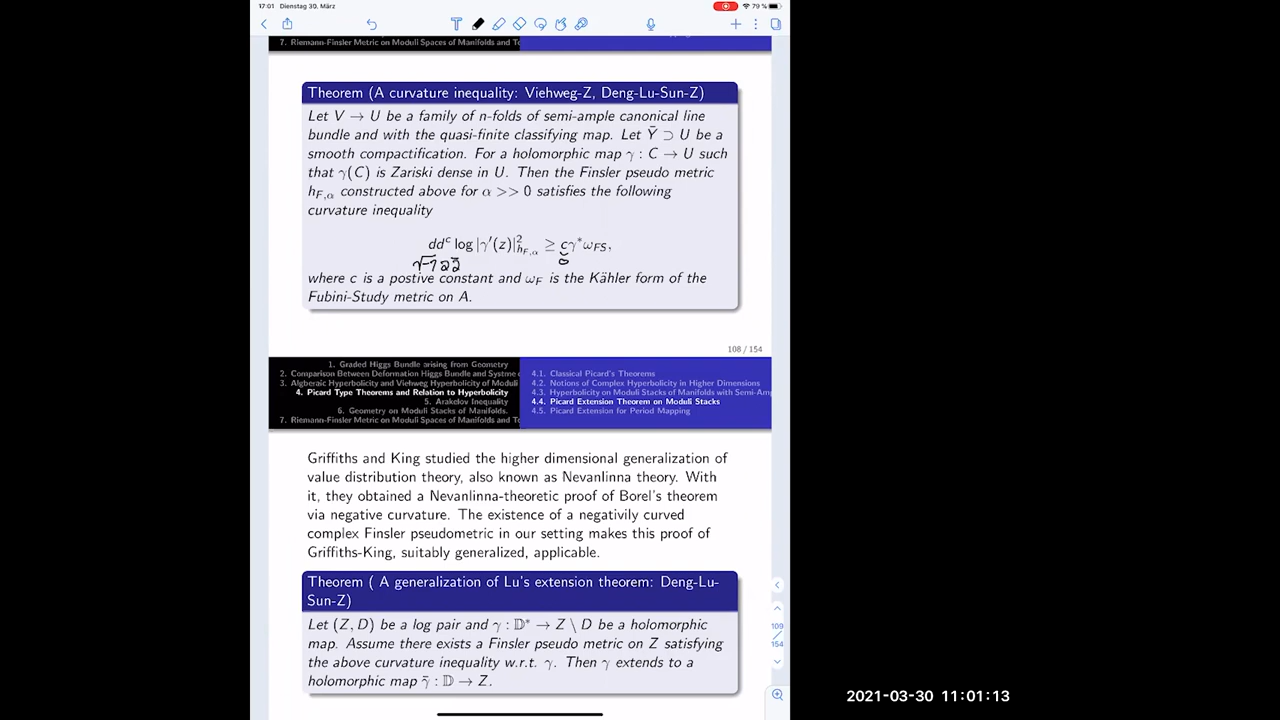 17:01 Dienstag 30. März
79 %
7. Riemann-Finsler Metric on Moduli Spaces of Manifolds and To
Theorem (A curvature inequality: Viehweg-Z, Deng-Lu-Sun-Z)
Let V → U be a family of n-folds of semi-ample canonical line
bundle and with the quasi-finite classifying map. Let Ȳ ⊃ U be a
smooth compactification. For a holomorphic map γ : C → U such
that γ(C) is Zariski dense in U. Then the Finsler pseudo metric
h_{F,α} constructed above for α >> 0 satisfies the following
curvature inequality
dd^c log |γ′(z)|²_{h_{F,α}} ≥ cγ*ω_{FS},
√-1 ∂∂̄
where c is a postive constant and ω_F is the Kähler form of the
Fubini-Study metric on A.
108 / 154
1. Graded Higgs Bundle arising from Geometry
2. Comparison Between Deformation Higgs Bundle and Systme o
3. Algberaic Hyperbolicity and Viehweg Hyperbolicity of Moduli
4. Picard Type Theorems and Relation to Hyperbolicity
5. Arakelov Inequality
6. Geometry on Moduli Stacks of Manifolds.
7. Riemann-Finsler Metric on Moduli Spaces of Manifolds and To
4.1. Classical Picard's Theorems
4.2. Notions of Complex Hyperbolicity in Higher Dimensions
4.3. Hyperbolicity on Moduli Stacks of Manifolds with Semi-Am
4.4. Picard Extension Theorem on Moduli Stacks
4.5. Picard Extension for Period Mapping
Griffiths and King studied the higher dimensional generalization of
value distribution theory, also known as Nevanlinna theory. With
it, they obtained a Nevanlinna-theoretic proof of Borel's theorem
via negative curvature. The existence of a negativily curved
complex Finsler pseudometric in our setting makes this proof of
Griffiths-King, suitably generalized, applicable.
Theorem ( A generalization of Lu's extension theorem: Deng-Lu-
Sun-Z)
Let (Z, D) be a log pair and γ : 𝔻* → Z \ D be a holomorphic
map. Assume there exists a Finsler pseudo metric on Z satisfying
the above curvature inequality w.r.t. γ. Then γ extends to a
holomorphic map γ̄ : 𝔻 → Z.
109
154
2021-03-30 11:01:13